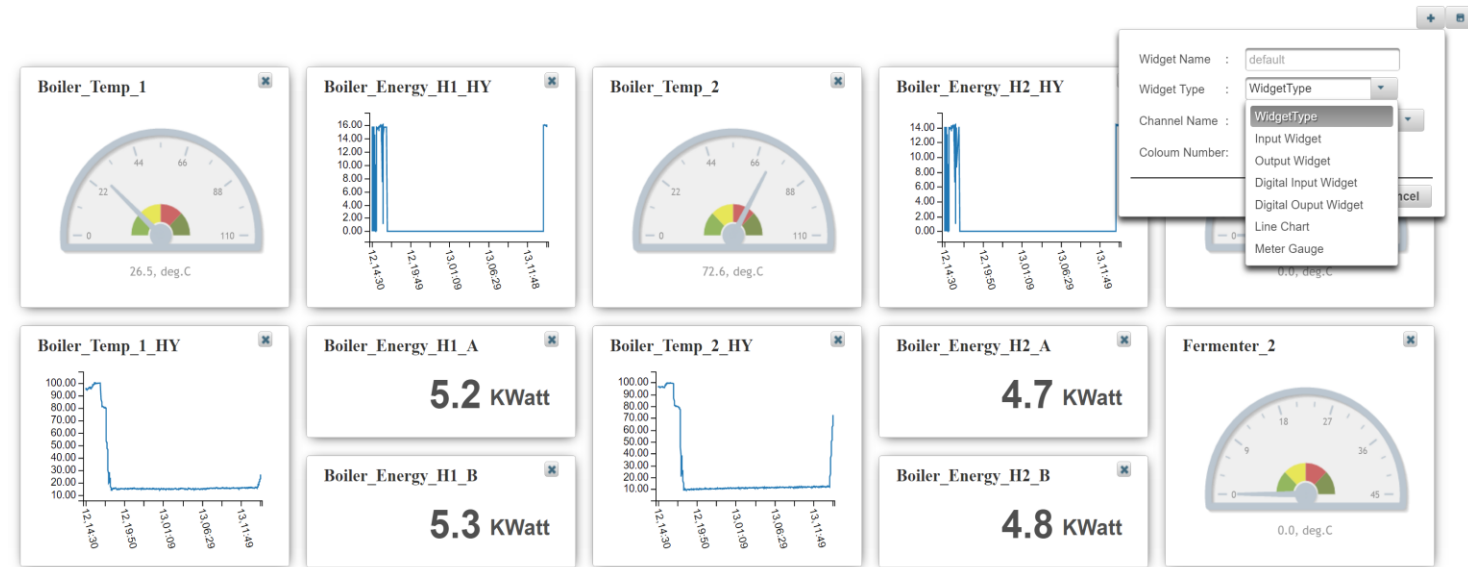 Widget Name : default
Widget Type : WidgetType
Channel Name :
Coloum Number:
WidgetType
Input Widget
Output Widget
Digital Input Widget
Digital Ouput Widget
Line Chart
Meter Gauge
Boiler_Temp_1
0 22 44 66 88 110
26.5, deg.C
Boiler_Energy_H1_HY
16.00
14.00
12.00
10.00
8.00
6.00
4.00
2.00
0.00
12.14:30 12.19:50 13.01:09 13.06:29 13.11:48
Boiler_Temp_2
0 22 44 66 88 110
72.6, deg.C
Boiler_Energy_H2_HY
14.00
12.00
10.00
8.00
6.00
4.00
2.00
0.00
12.14:30 12.19:50 13.01:09 13.06:29 13.11:49
0
0.0, deg.C
Boiler_Temp_1_HY
100.00
90.00
80.00
70.00
60.00
50.00
40.00
30.00
20.00
10.00
12.14:30 12.19:50 13.01:09 13.06:29 13.11:49
Boiler_Energy_H1_A
5.2 KWatt
Boiler_Energy_H1_B
5.3 KWatt
Boiler_Temp_2_HY
100.00
90.00
80.00
70.00
60.00
50.00
40.00
30.00
20.00
10.00
12.14:30 12.19:50 13.01:09 13.06:29 13.11:49
Boiler_Energy_H2_A
4.7 KWatt
Boiler_Energy_H2_B
4.8 KWatt
Fermenter_2
0 9 18 27 36 45
0.0, deg.C